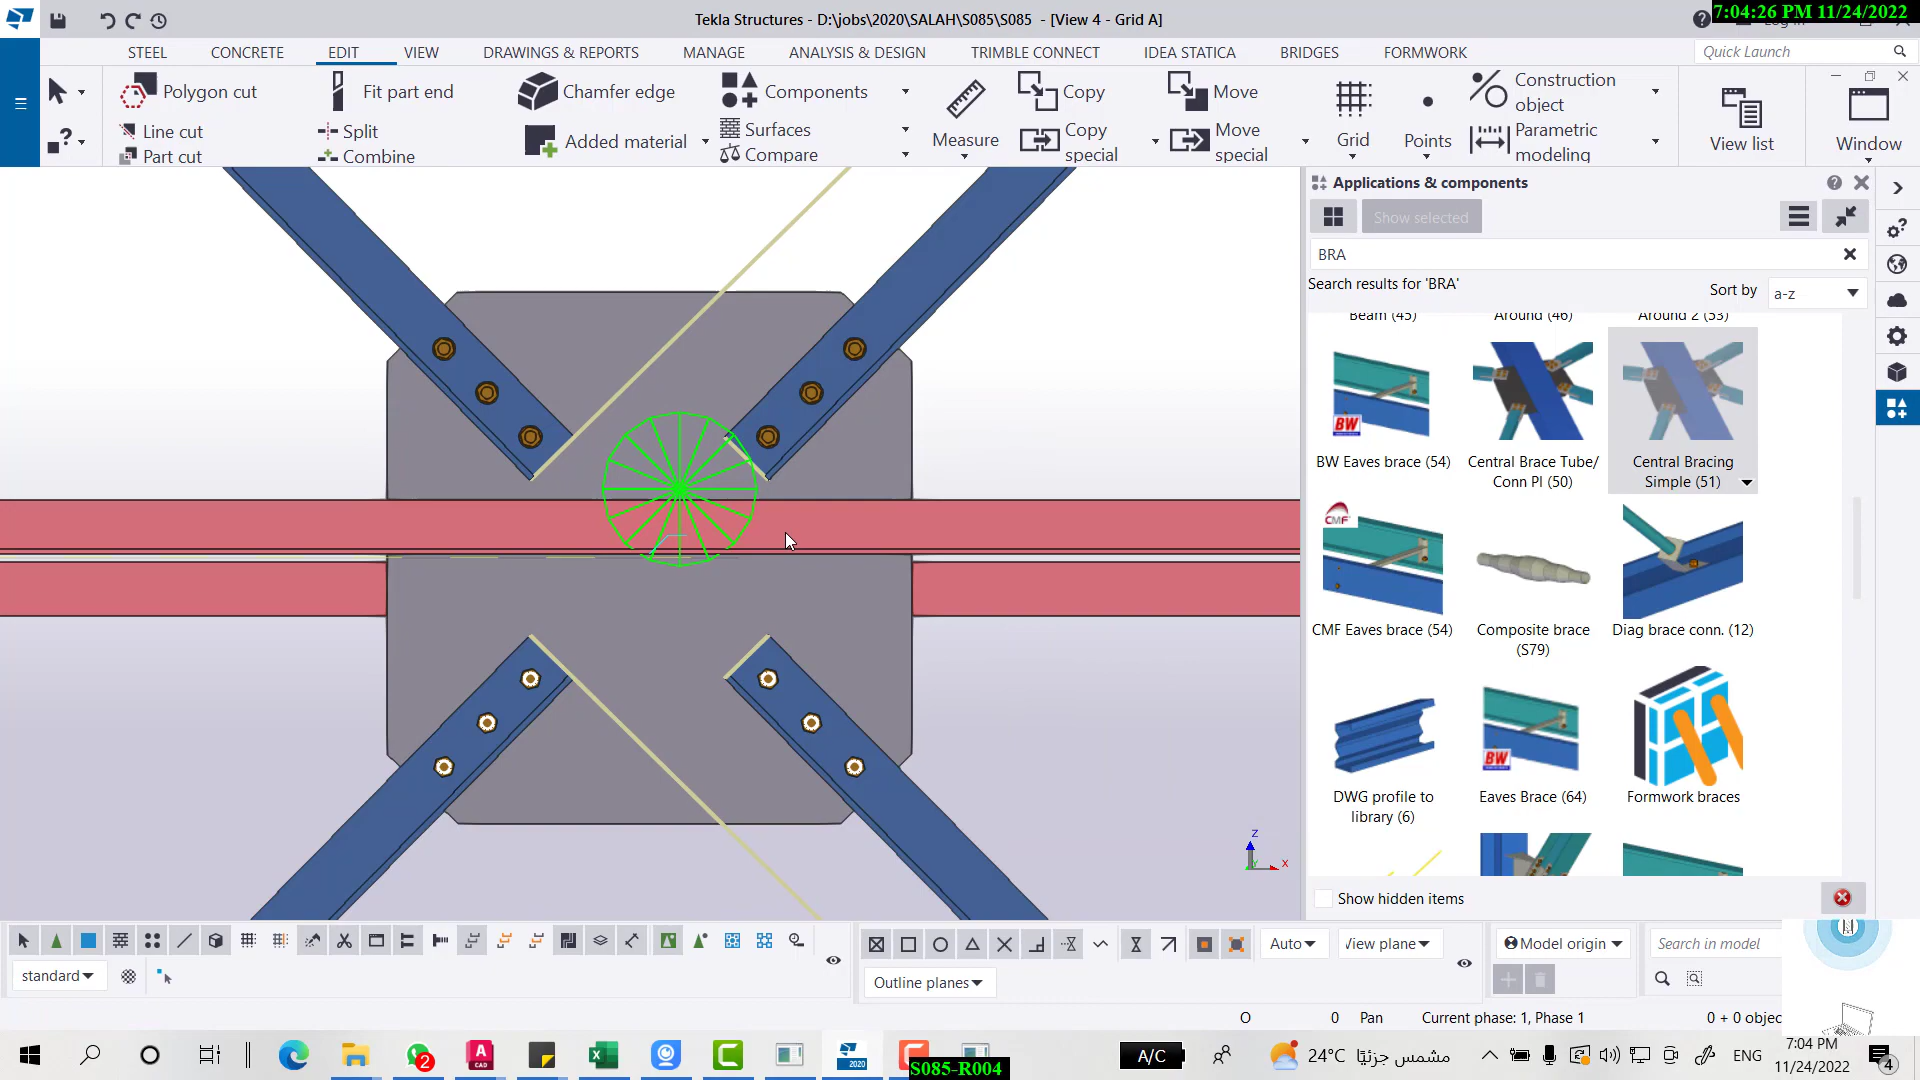 Tekla Structures - D:\jobs\2020\SALAH\S085\S085 - [View 4 - Grid A]
7:04:26 PM 11/24/2022
STEEL CONCRETE EDIT VIEW DRAWINGS & REPORTS MANAGE ANALYSIS & DESIGN TRIMBLE CONNECT IDEA STATICA BRIDGES FORMWORK
Quick Launch
Polygon cut
Line cut
Part cut
Fit part end
Split
Combine
Chamfer edge
Added material
Components
Surfaces
Compare
Measure
Copy
Copy
special
Move
Move
special
Grid
Points
Construction
object
Parametric
modeling
View list
Window
Applications & components
Show selected
BRA
Search results for 'BRA'
Sort by
a-z
Beam (45)
Around (46)
Around 2 (53)
BW
BW Eaves brace (54)
Central Brace Tube/
Conn Pl (50)
Central Bracing
Simple (51)
CMF
CMF Eaves brace (54)
Composite brace
(S79)
Diag brace conn. (12)
DWG profile to
library (6)
BW
Eaves Brace (64)
Formwork braces
Show hidden items
Z
X
standard
Auto
View plane
Outline planes
Model origin
Search in model
O 0 Pan Current phase: 1, Phase 1 0 + 0 objec
2
A
CAD
2020
S085-R004
A/C
24°C مشمس جزئيًا
ENG
7:04 PM
11/24/2022
4